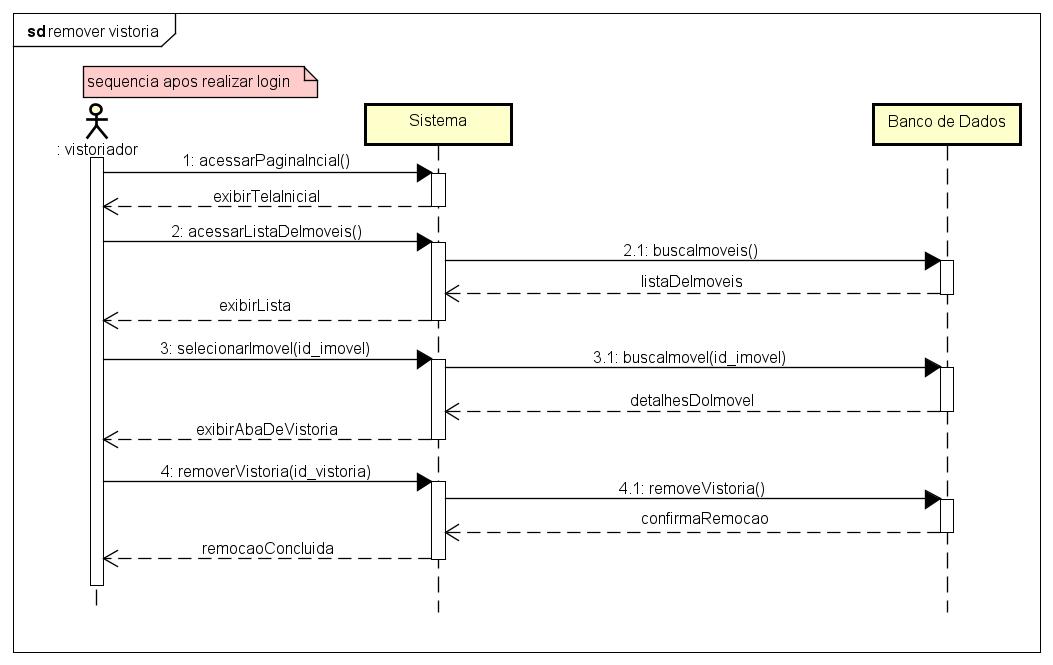 sd remover vistoria
sequencia apos realizar login
Sistema
Banco de Dados
: vistoriador
1: acessarPaginaIncial()
exibirTelaInicial
2: acessarListaDeImoveis()
2.1: buscaImoveis()
listaDeImoveis
exibirLista
3: selecionarImovel(id_imovel)
3.1: buscaImovel(id_imovel)
detalhesDoImovel
exibirAbaDeVistoria
4: removerVistoria(id_vistoria)
4.1: removeVistoria()
confirmaRemocao
remocaoConcluida